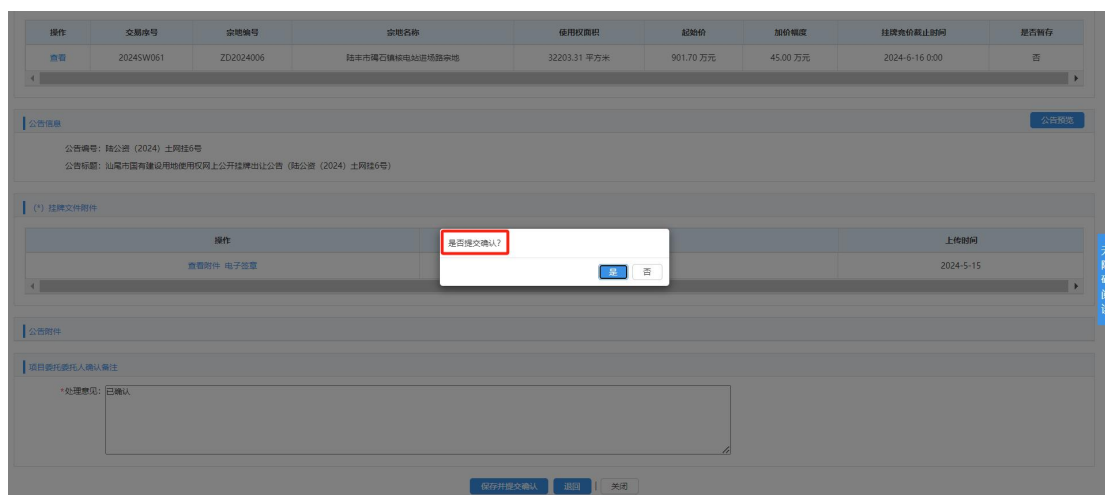 操作 交易序号 宗地编号 宗地名称 使用权面积 起始价 加价幅度 挂牌竞价截止时间 是否暂存
查看 2024SW061 ZD2024006 陆丰市碣石镇核电站进场路宗地 32203.31 平方米 901.70 万元 45.00 万元 2024-6-16 0:00 否
公告信息 公告预览
公告编号：陆公资（2024）土网挂6号
公告标题：汕尾市国有建设用地使用权网上公开挂牌出让公告（陆公资（2024）土网挂6号）
(*) 挂牌文件附件
操作 上传时间
是否提交确认?
查看附件 电子签章 2024-5-15
是 否
公告附件
项目委托委托人确认备注
*处理意见： 已确认
保存并提交确认 退回 | 关闭